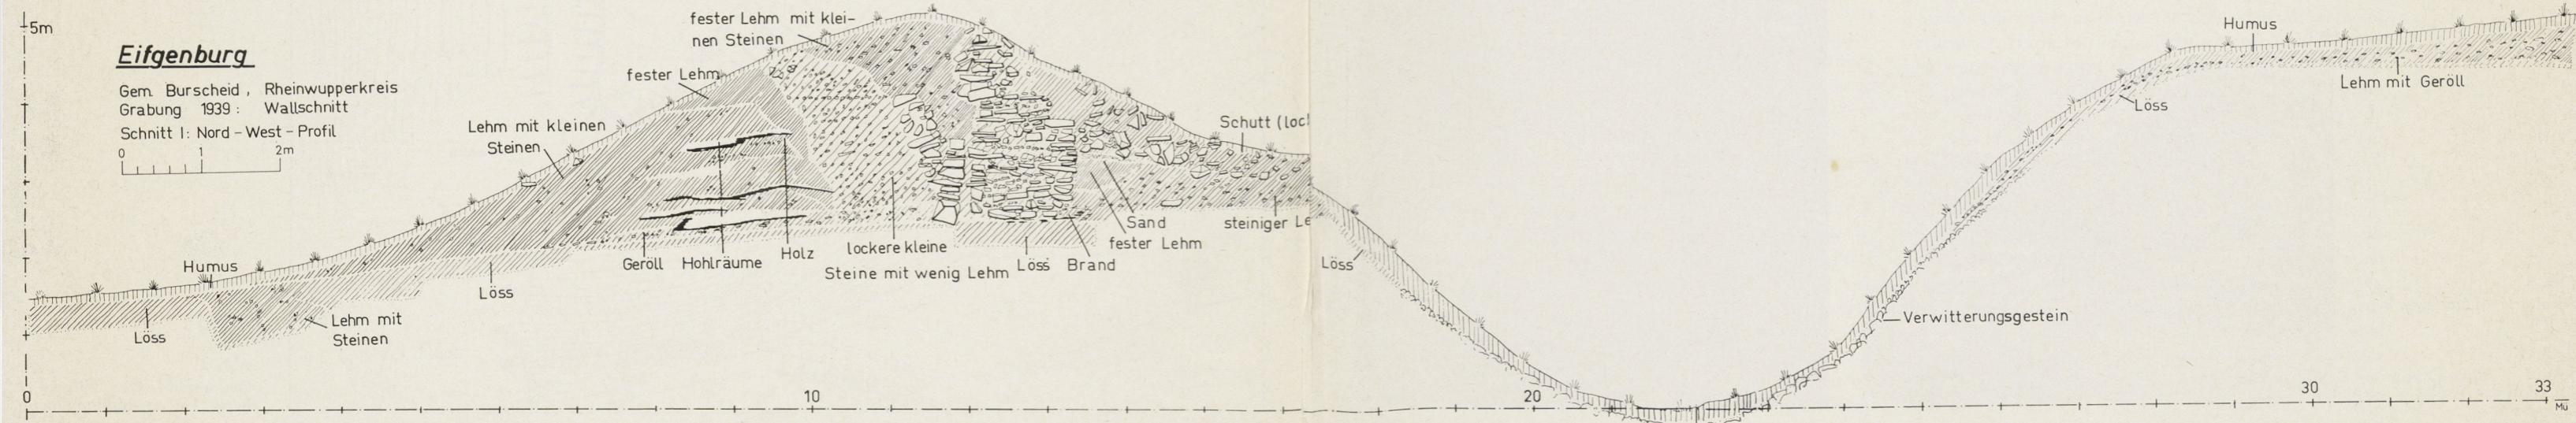 5m
Eifgenburg
Gem. Burscheid, Rheinwupperkreis
Grabung 1939: Wallschnitt
Schnitt I: Nord-West-Profil
0 1 2m
fester Lehm mit klei-
nen Steinen
fester Lehm
Lehm mit kleinen
Steinen
Humus
Löss
Lehm mit
Steinen
Löss
Geröll
Hohlräume
Holz
lockere kleine
Steine mit wenig Lehm
Löss
Brand
Sand
fester Lehm
Schutt (loc
steiniger Le
Löss
Verwitterungsgestein
Löss
Humus
Lehm mit Geröll
0 10 20 30 33
Mü